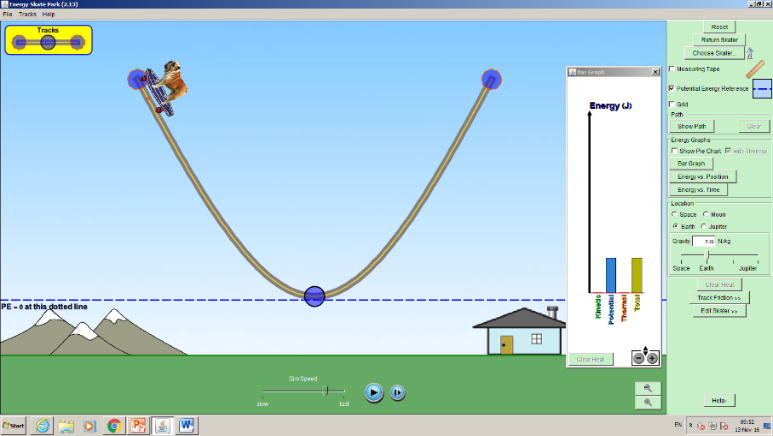 Energy Skate Park (2.13)
File Tracks Help
Tracks
Reset
Return Skater
Choose Skater...
Measuring Tape
Potential Energy Reference
Grid
Path
Show Path
Clear
Energy Graphs
Show Pie Chart
with Thermal
Bar Graph
Energy vs. Position
Energy vs. Time
Location
Space Moon
Earth Jupiter
Gravity N/kg
Space Earth Jupiter
Clear Heat
Track Friction >>
Edit Skater >>
Help
Bar Graph
Energy (J)
Kinetic
Potential
Thermal
Total
Clear Heat
PE = 0 at this dotted line
Sim Speed
slow fast
Start
EN
13-Nov-15